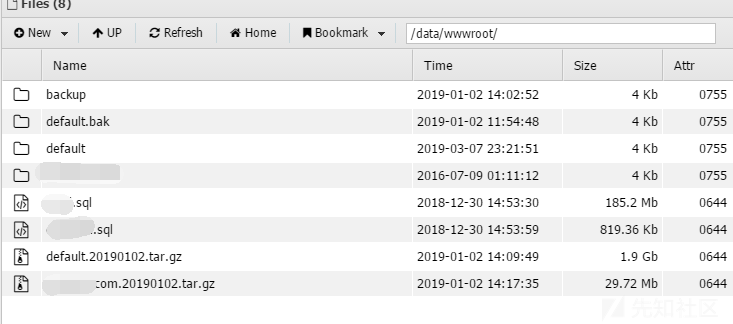 Files (8)
New UP Refresh Home Bookmark /data/wwwroot/
Name Time Size Attr
backup 2019-01-02 14:02:52 4 Kb 0755
default.bak 2019-01-02 11:54:48 4 Kb 0755
default 2019-03-07 23:21:51 4 Kb 0755
2016-07-09 01:11:12 4 Kb 0755
.sql 2018-12-30 14:53:30 185.2 Mb 0644
.sql 2018-12-30 14:53:59 819.36 Kb 0644
default.20190102.tar.gz 2019-01-02 14:09:49 1.9 Gb 0644
com.20190102.tar.gz 2019-01-02 14:17:35 29.72 Mb 0644
先知社区